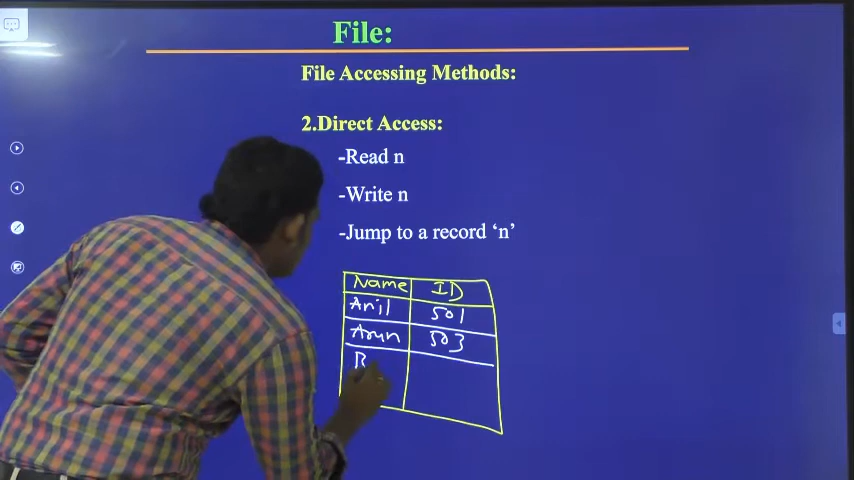 File:
File Accessing Methods:
2.Direct Access:
-Read n
-Write n
-Jump to a record ‘n’
Name ID
Anil 501
Arun 503
B